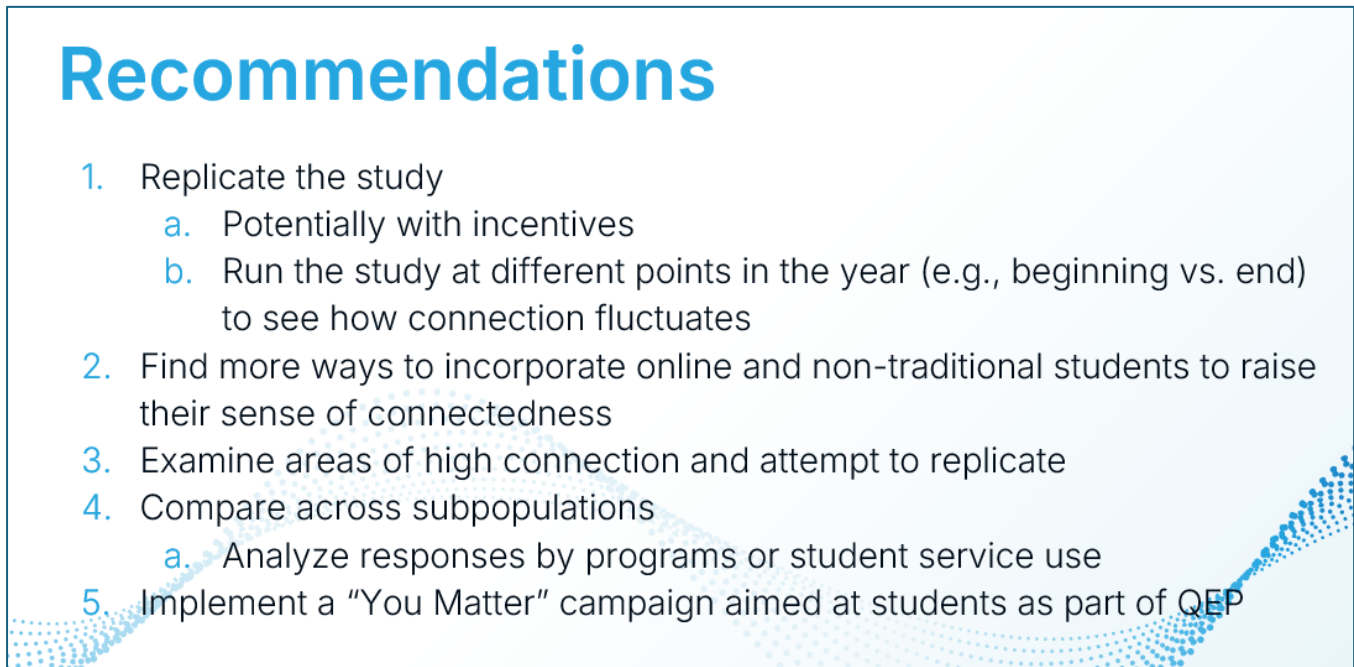 Recommendations
1. Replicate the study
a. Potentially with incentives
b. Run the study at different points in the year (e.g., beginning vs. end)
to see how connection fluctuates
2. Find more ways to incorporate online and non-traditional students to raise
their sense of connectedness
3. Examine areas of high connection and attempt to replicate
4. Compare across subpopulations
a. Analyze responses by programs or student service use
5. Implement a “You Matter” campaign aimed at students as part of QEP